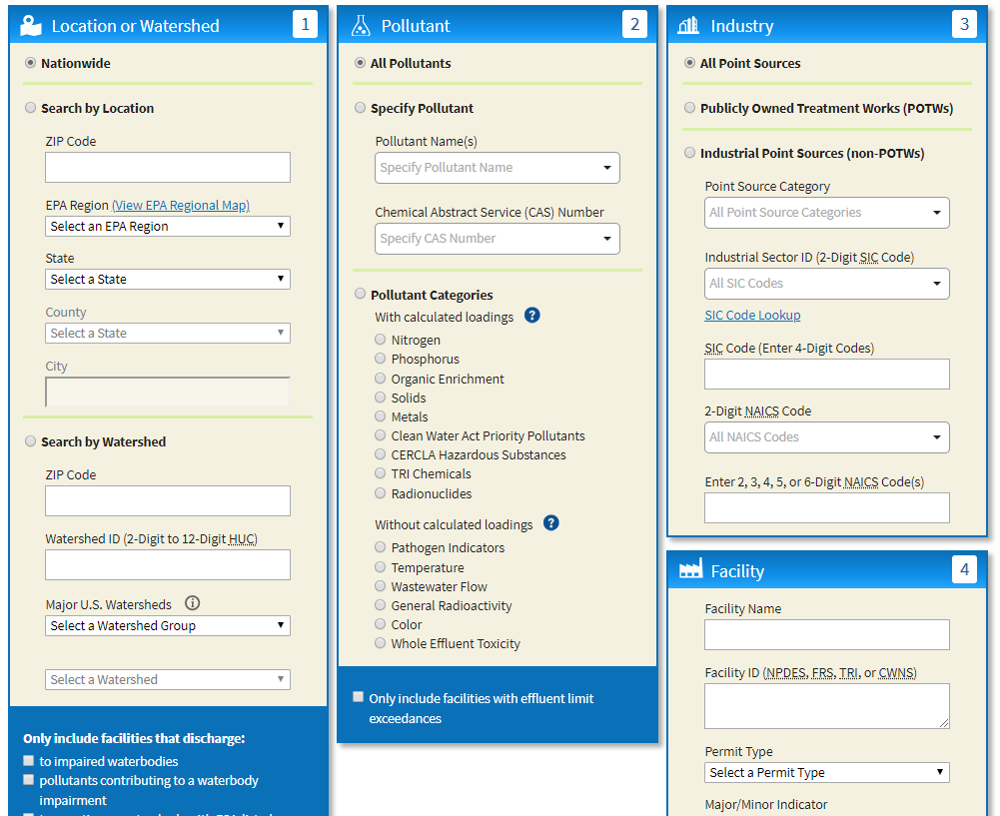 Location or Watershed 1
Nationwide
Search by Location
ZIP Code
EPA Region (View EPA Regional Map)
Select an EPA Region
State
Select a State
County
Select a State
City
Search by Watershed
ZIP Code
Watershed ID (2-Digit to 12-Digit HUC)
Major U.S. Watersheds
Select a Watershed Group
Select a Watershed
Only include facilities that discharge:
to impaired waterbodies
pollutants contributing to a waterbody
impairment
Pollutant 2
All Pollutants
Specify Pollutant
Pollutant Name(s)
Specify Pollutant Name
Chemical Abstract Service (CAS) Number
Specify CAS Number
Pollutant Categories
With calculated loadings ?
Nitrogen
Phosphorus
Organic Enrichment
Solids
Metals
Clean Water Act Priority Pollutants
CERCLA Hazardous Substances
TRI Chemicals
Radionuclides
Without calculated loadings ?
Pathogen Indicators
Temperature
Wastewater Flow
General Radioactivity
Color
Whole Effluent Toxicity
Only include facilities with effluent limit
exceedances
Industry 3
All Point Sources
Publicly Owned Treatment Works (POTWs)
Industrial Point Sources (non-POTWs)
Point Source Category
All Point Source Categories
Industrial Sector ID (2-Digit SIC Code)
All SIC Codes
SIC Code Lookup
SIC Code (Enter 4-Digit Codes)
2-Digit NAICS Code
All NAICS Codes
Enter 2, 3, 4, 5, or 6-Digit NAICS Code(s)
Facility 4
Facility Name
Facility ID (NPDES, FRS, TRI, or CWNS)
Permit Type
Select a Permit Type
Major/Minor Indicator